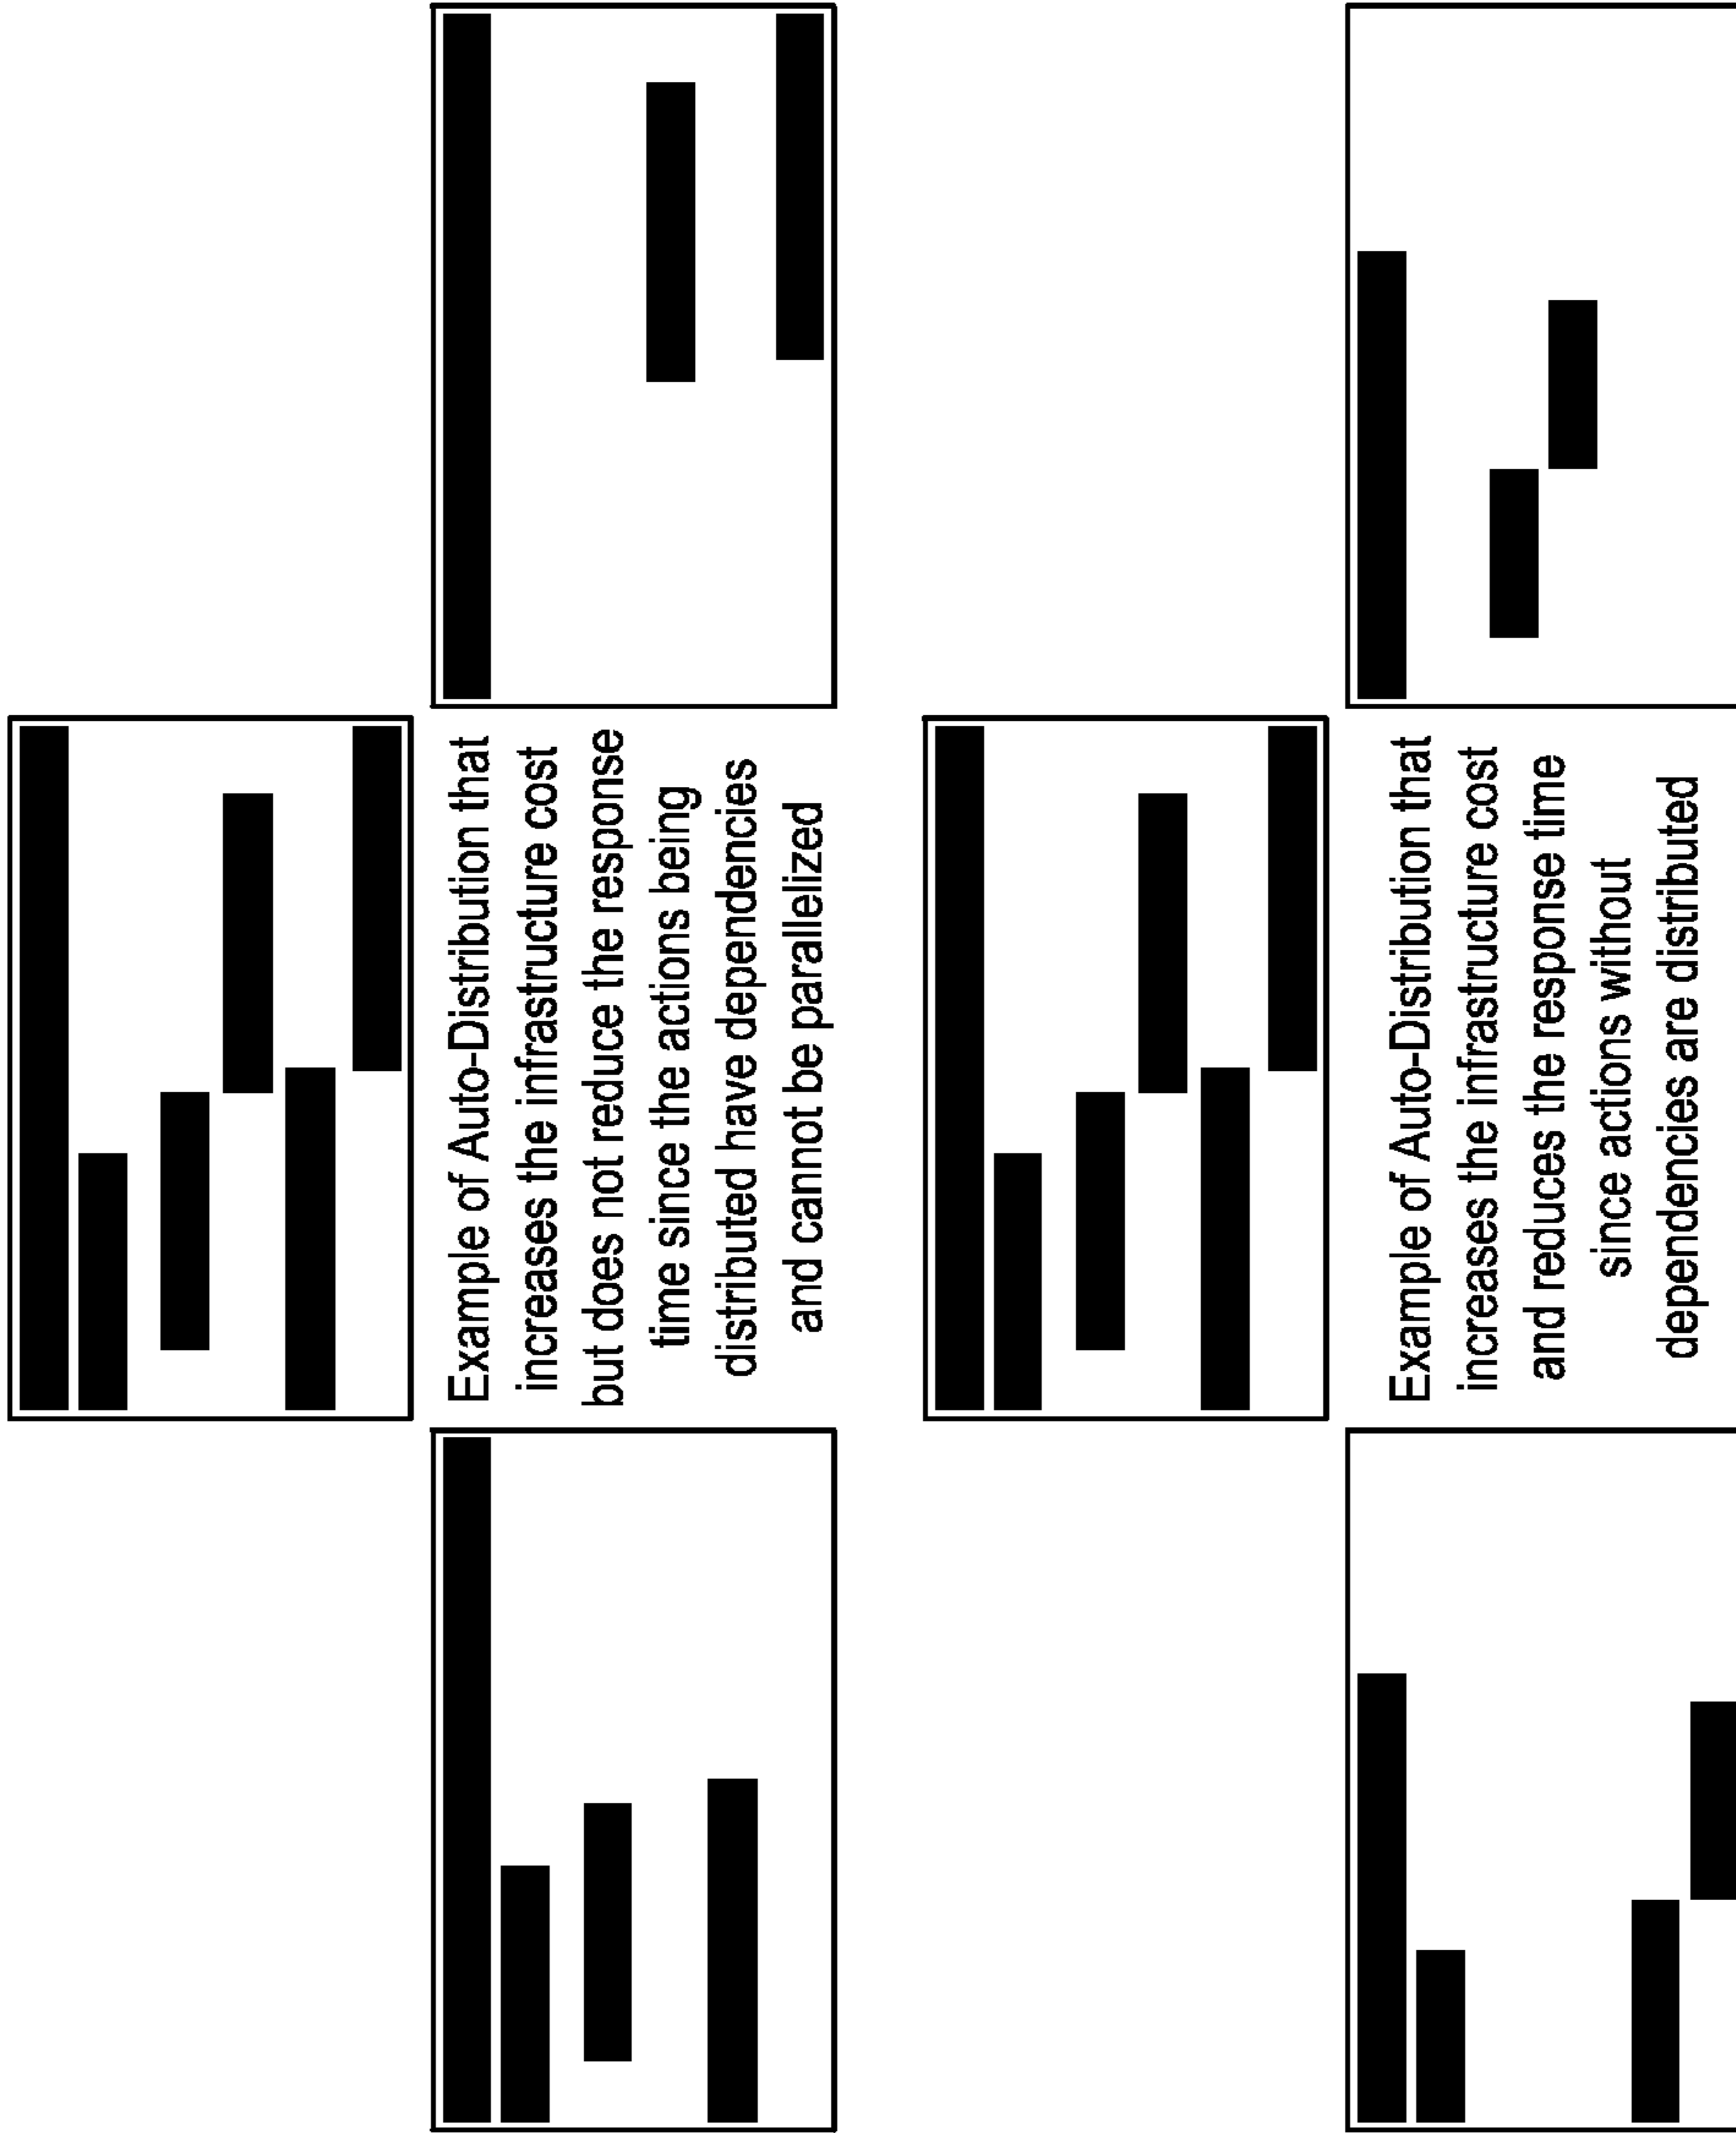 Example of Auto-Distribution that
increases the infrastructure cost
but does not reduce the response
time since the actions being
distributed have dependencies
and cannot be parallelized
Example of Auto-Distribution that
increases the infrastructure cost
and reduces the response time
since actions without
dependencies are distributed